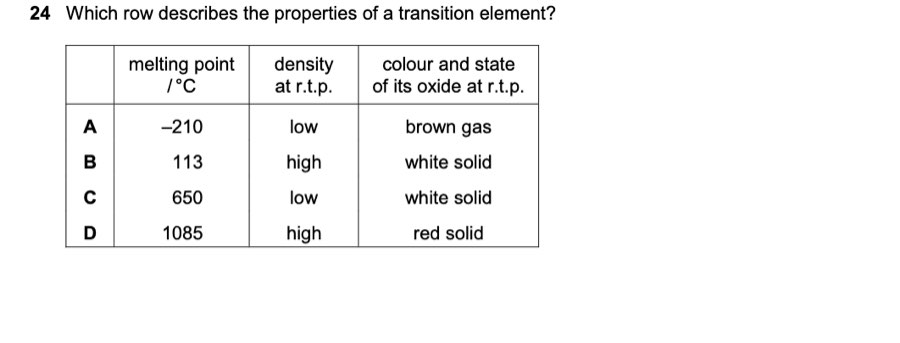 24 Which row describes the properties of a transition element?
melting point density colour and state
/ °C at r.t.p. of its oxide at r.t.p.
A –210 low brown gas
B 113 high white solid
C 650 low white solid
D 1085 high red solid